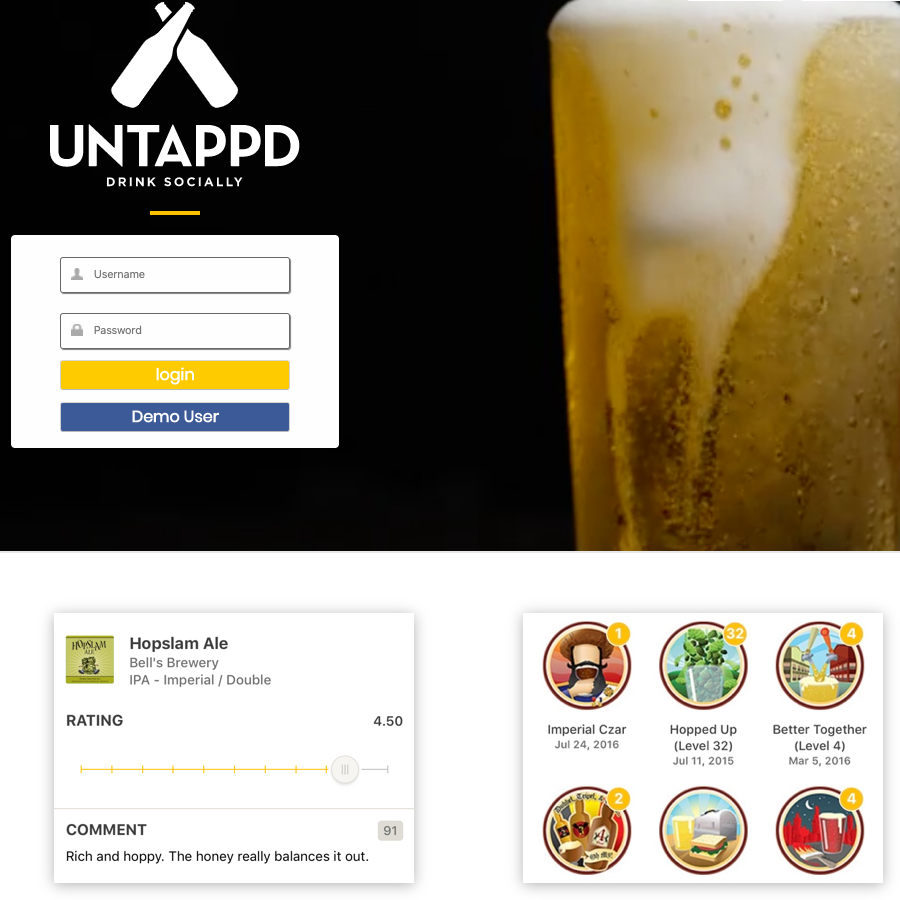 UNTAPPD
DRINK SOCIALLY
Username
Password
login
Demo User
HOPSLAM
ALE
Hopslam Ale
Bell's Brewery
IPA - Imperial / Double
RATING 4.50
COMMENT 91
Rich and hoppy. The honey really balances it out.
1
32
4
Imperial Czar
Jul 24, 2016
Hopped Up
(Level 32)
Jul 11, 2015
Better Together
(Level 4)
Mar 5, 2016
2
4